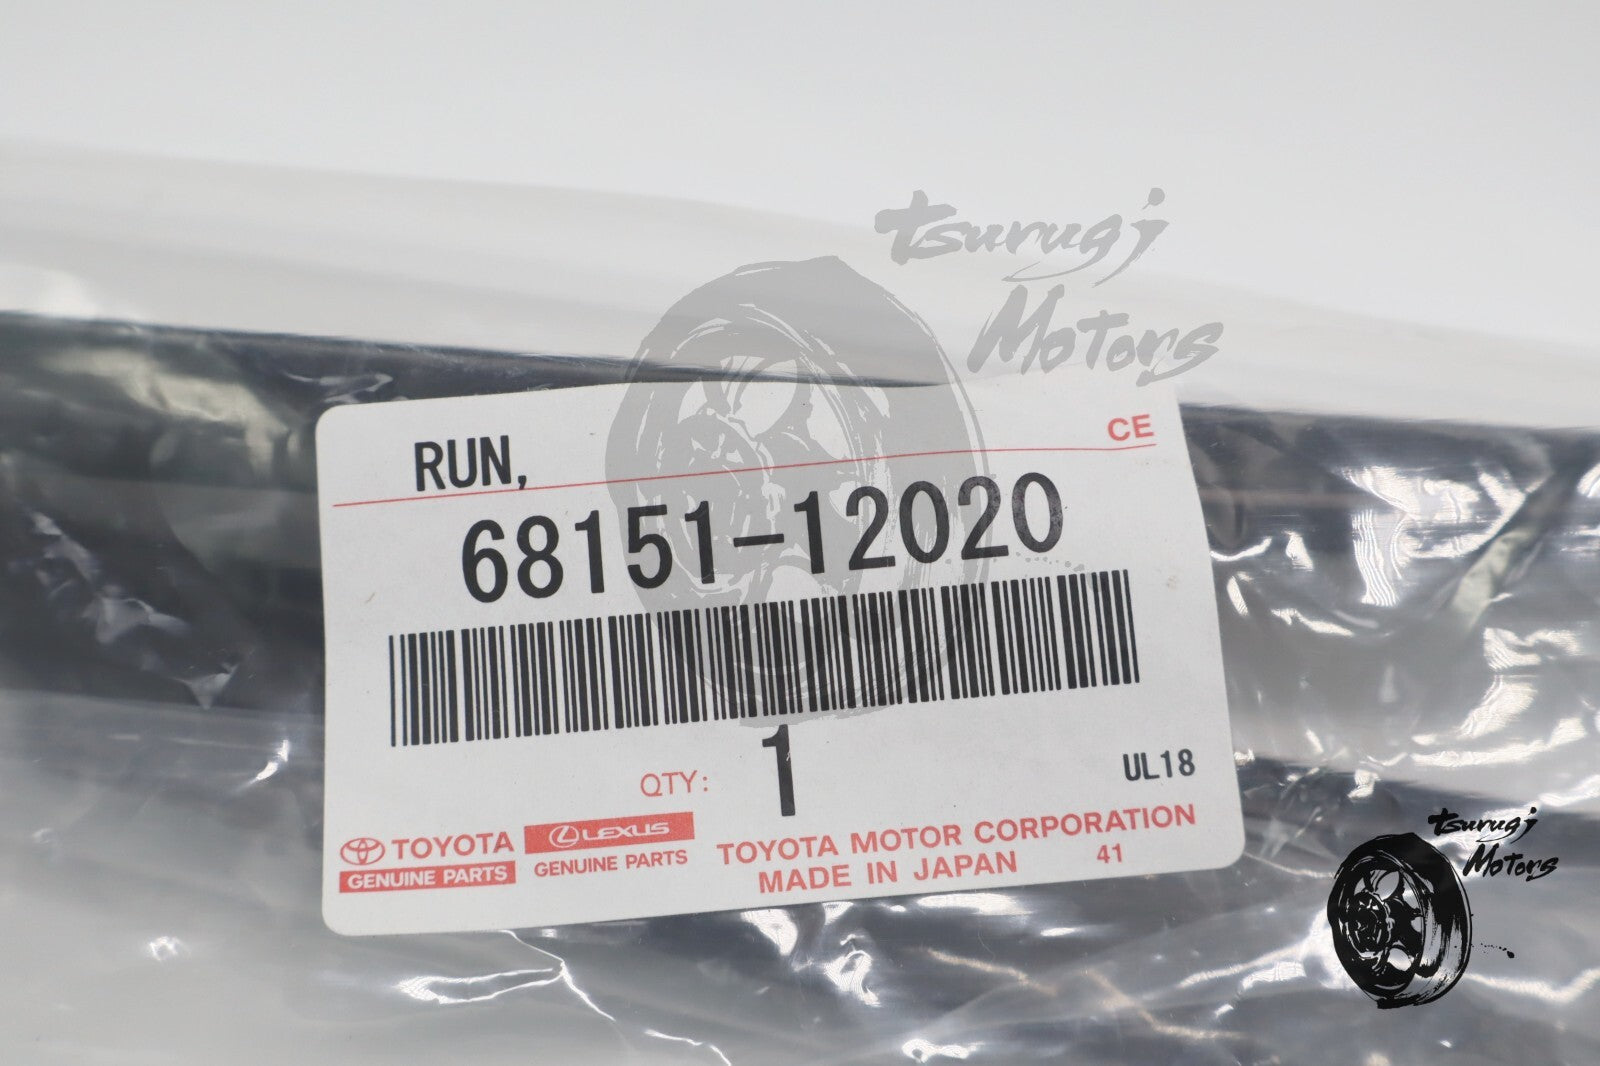 tsurugi
Motors
CE
RUN,
68151-12020
QTY: 1
UL18
TOYOTA
GENUINE PARTS
LEXUS
GENUINE PARTS
TOYOTA MOTOR CORPORATION
MADE IN JAPAN 41
tsurugi
Motors